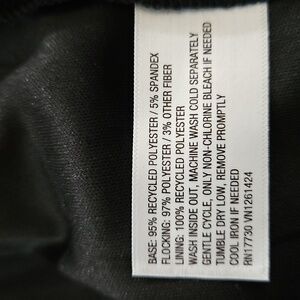 BASE: 95% RECYCLED POLYESTER / 5% SPANDEX
FLOCKING: 97% POLYESTER / 3% OTHER FIBER
LINING: 100% RECYCLED POLYESTER
WASH INSIDE OUT, MACHINE WASH COLD SEPARATELY
GENTLE CYCLE, ONLY NON-CHLORINE BLEACH IF NEEDED
TUMBLE DRY LOW, REMOVE PROMPTLY
COOL IRON IF NEEDED
RN17730 VN1261424